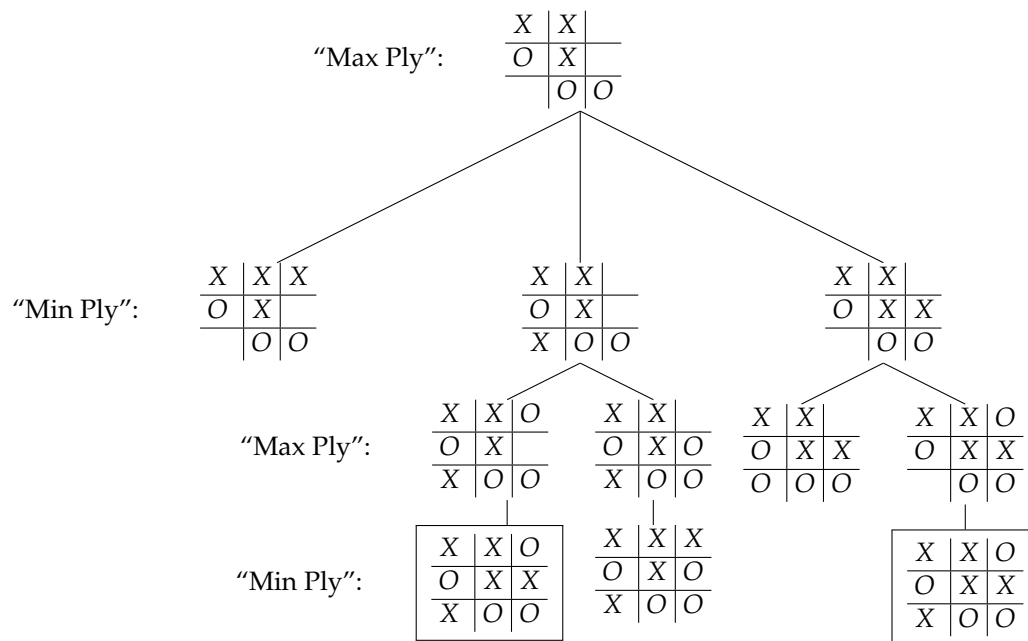 X X
“Max Ply”: O X
O O
X X X X X X X
“Min Ply”: O X O X O X X
O O X O O O O
X X O X X X X X X O
“Max Ply”: O X O X O O X X O X X
X O O X O O O O O O O
X X O X X X X X O
“Min Ply”: O X X O X O O X X
X O O X O O X O O